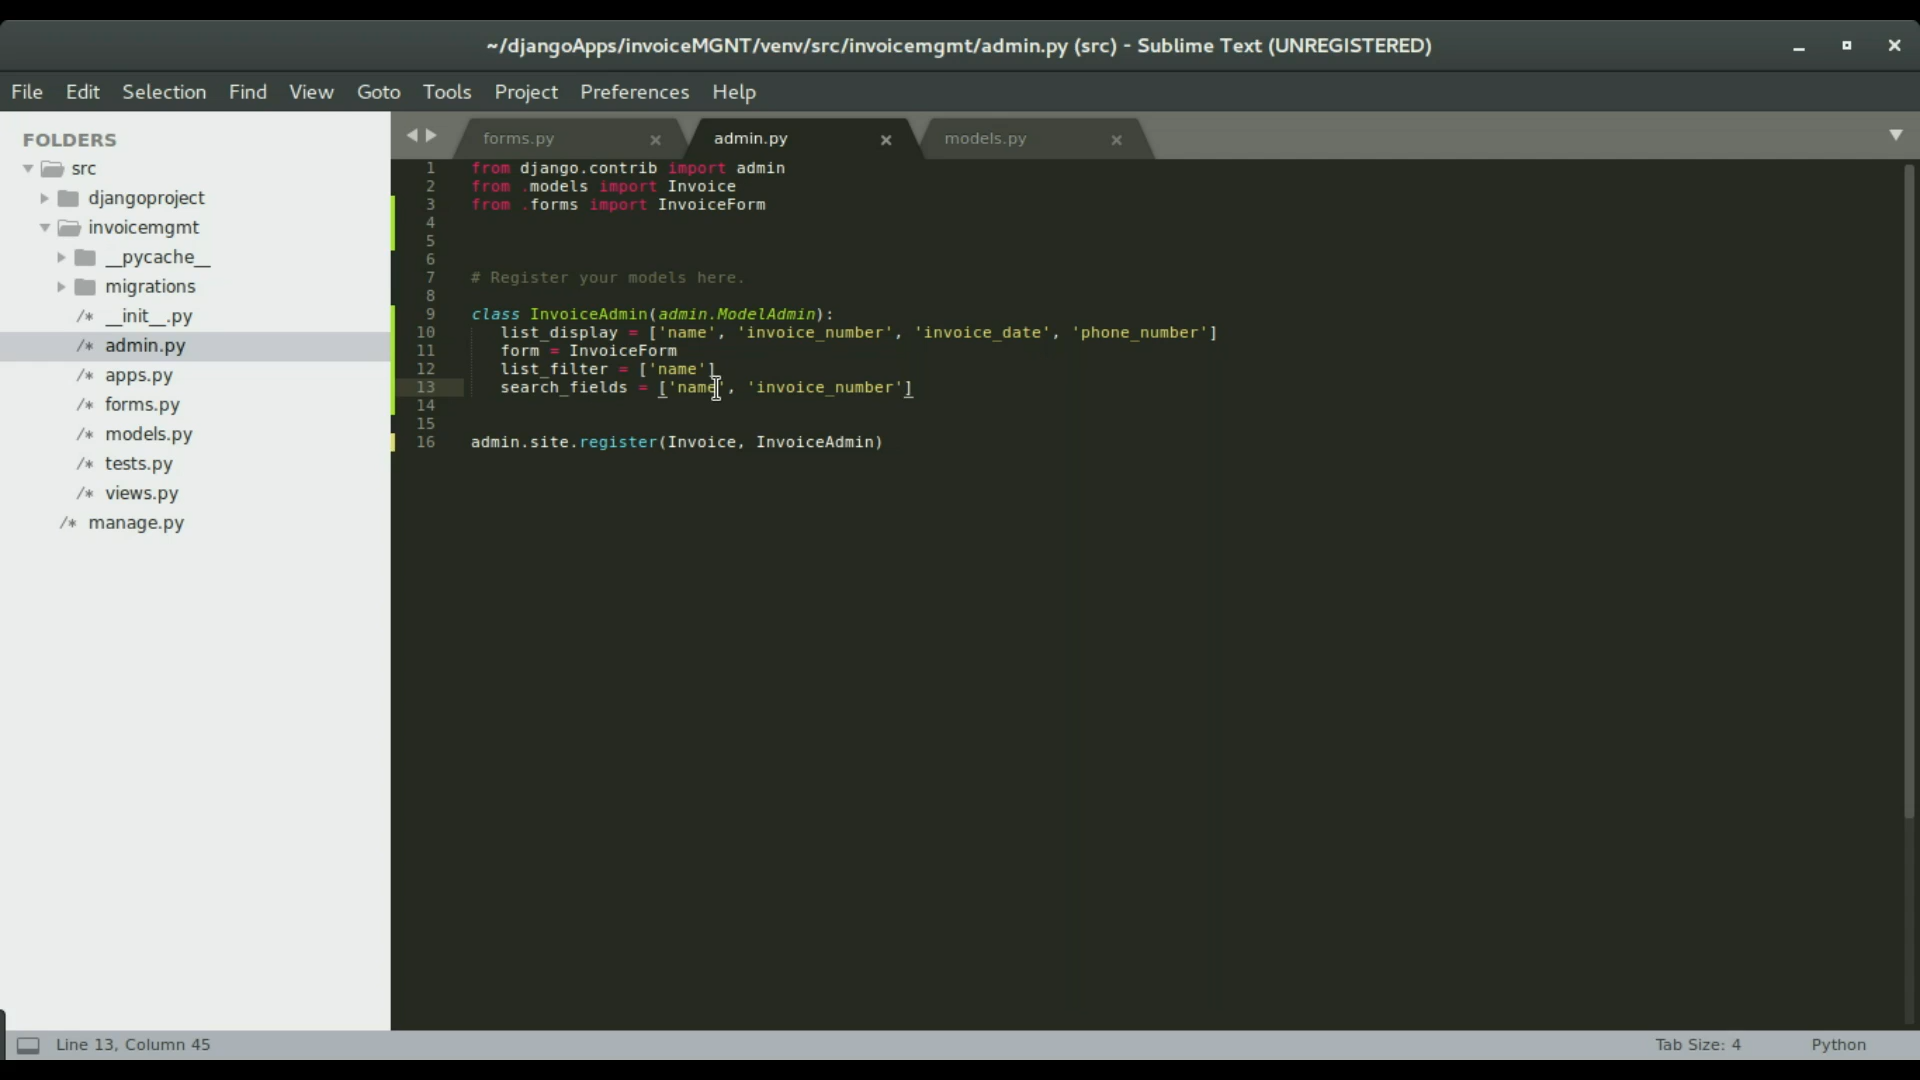 ~/djangoApps/invoiceMGNT/venv/src/invoicemgmt/admin.py (src) - Sublime Text (UNREGISTERED)
File Edit Selection Find View Goto Tools Project Preferences Help
FOLDERS
src
djangoproject
invoicemgmt
__pycache__
migrations
/* __init__.py
/* admin.py
/* apps.py
/* forms.py
/* models.py
/* tests.py
/* views.py
/* manage.py
forms.py admin.py models.py
1 from django.contrib import admin
2 from .models import Invoice
3 from .forms import InvoiceForm
4
5
6
7 # Register your models here.
8
9 class InvoiceAdmin(admin.ModelAdmin):
10 list_display = ['name', 'invoice_number', 'invoice_date', 'phone_number']
11 form = InvoiceForm
12 list_filter = ['name']
13 search_fields = ['name', 'invoice_number']
14
15
16 admin.site.register(Invoice, InvoiceAdmin)
Line 13, Column 45
Tab Size: 4
Python